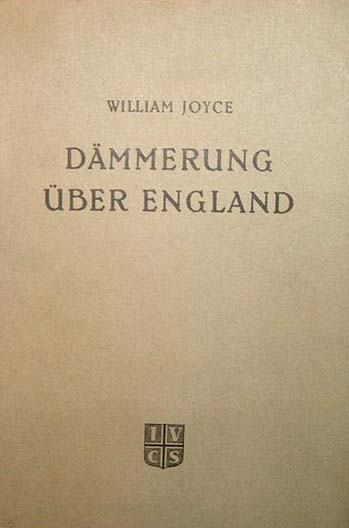 WILLIAM JOYCE
DÄMMERUNG
ÜBER ENGLAND
I V
C S